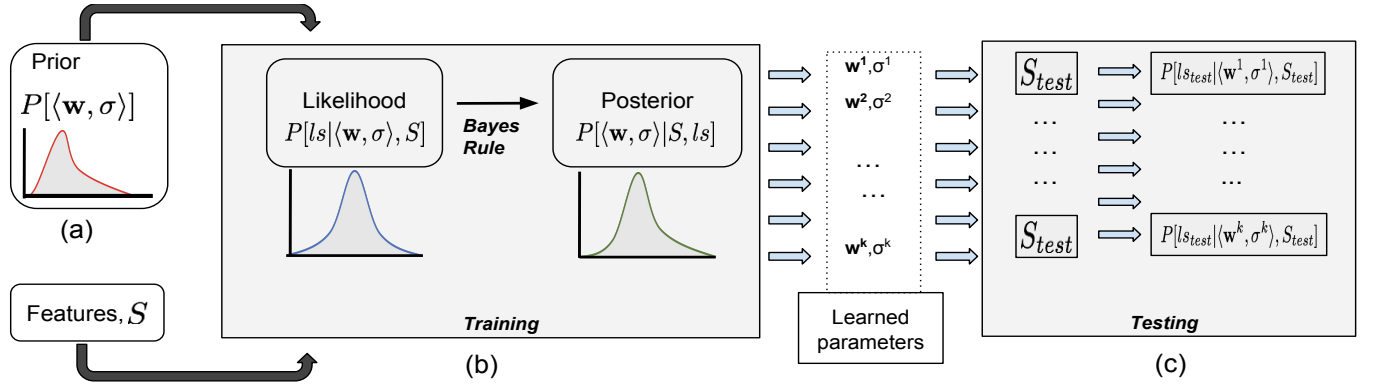 Prior
P[⟨w, σ⟩]
(a)
Features, S
Likelihood
P[ls|⟨w, σ⟩, S]
Bayes
Rule
Posterior
P[⟨w, σ⟩|S, ls]
Training
(b)
w¹,σ¹
w²,σ²
...
...
wᵏ,σᵏ
Learned
parameters
S_test
P[ls_test|⟨w¹, σ¹⟩, S_test]
... ...
... ...
... ...
S_test
P[ls_test|⟨wᵏ, σᵏ⟩, S_test]
Testing
(c)